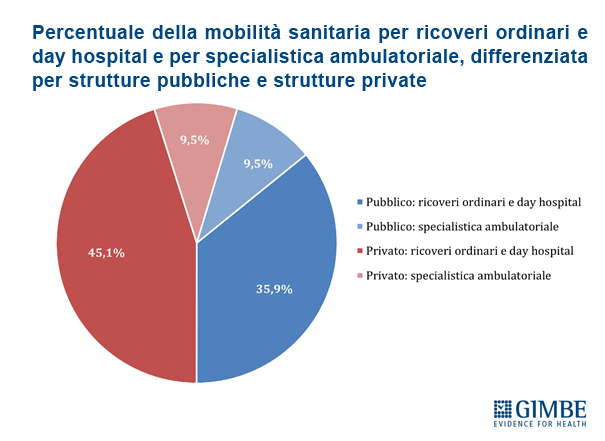 Percentuale della mobilità sanitaria per ricoveri ordinari e
day hospital e per specialistica ambulatoriale, differenziata
per strutture pubbliche e strutture private
9,5%
9,5%
45,1%
35,9%
Pubblico: ricoveri ordinari e day hospital
Pubblico: specialistica ambulatoriale
Privato: ricoveri ordinari e day hospital
Privato: specialistica ambulatoriale
GIMBE
EVIDENCE FOR HEALTH